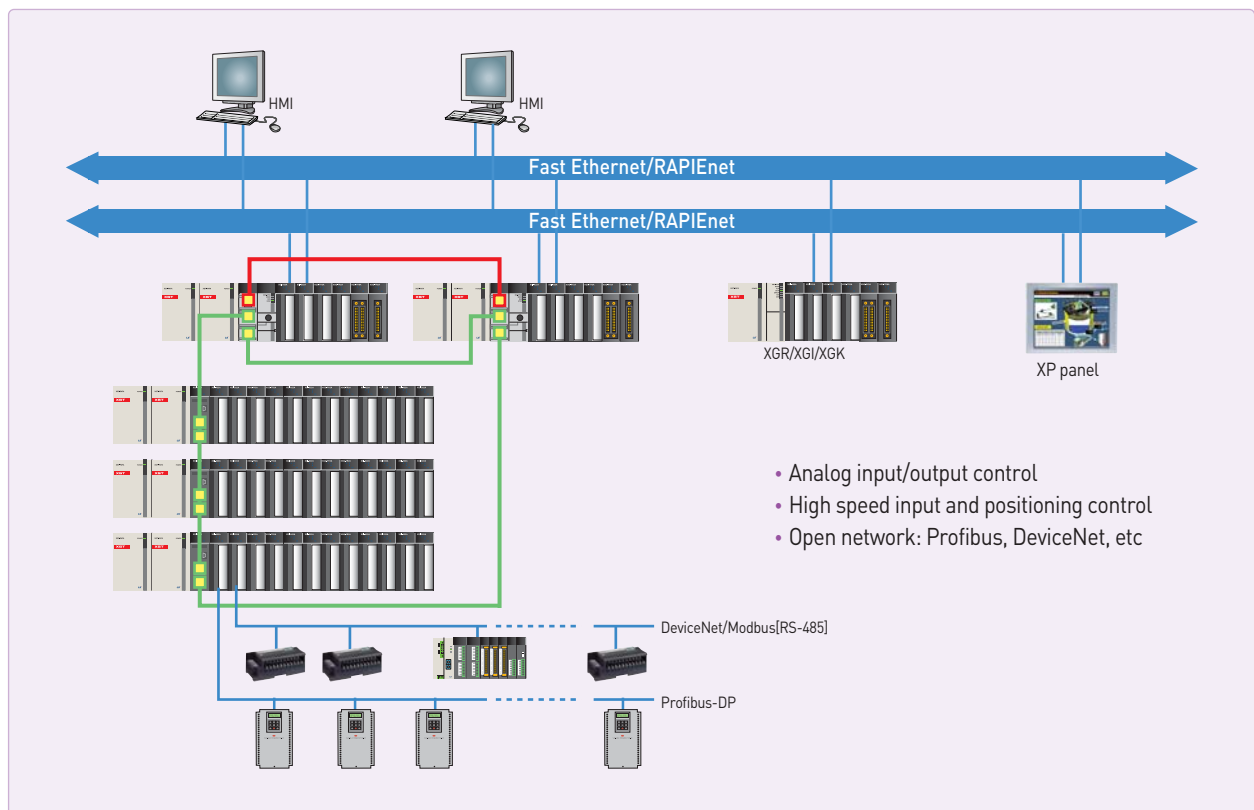 HMI
HMI
Fast Ethernet/RAPIEnet
Fast Ethernet/RAPIEnet
XGR/XGI/XGK
XP panel
• Analog input/output control
• High speed input and positioning control
• Open network: Profibus, DeviceNet, etc
DeviceNet/Modbus[RS-485]
Profibus-DP